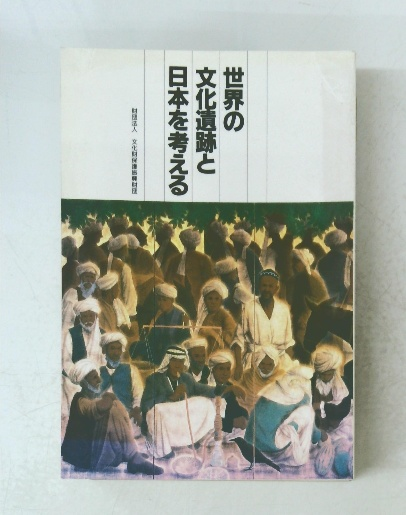 世界の
文化遺跡と
日本を考える
財団法人 文化財保護振興財団